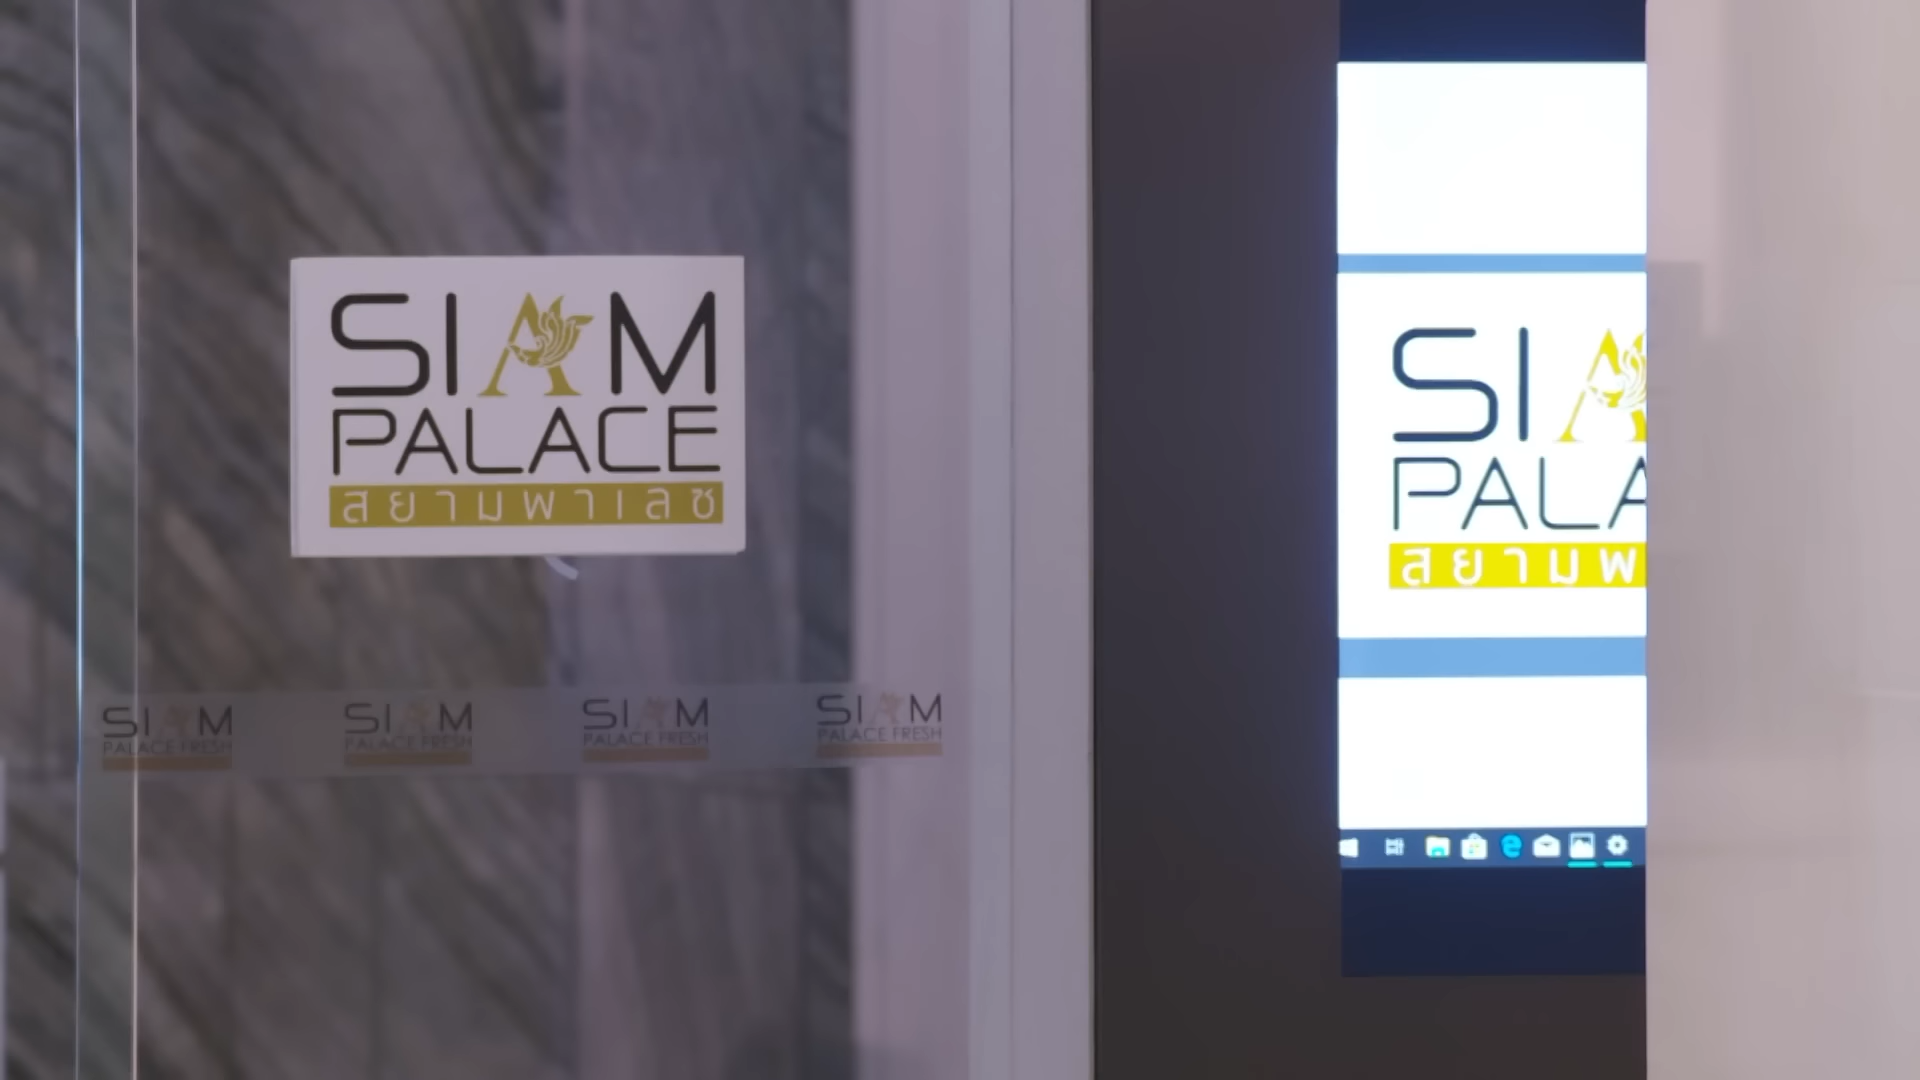 SIAM
PALACE
สยามพาเลซ
SIAM
PALACE FRESH
SIAM
PALACE FRESH
SIAM
PALACE FRESH
SIAM
PALACE FRESH
SIA
PALA
สยามพ